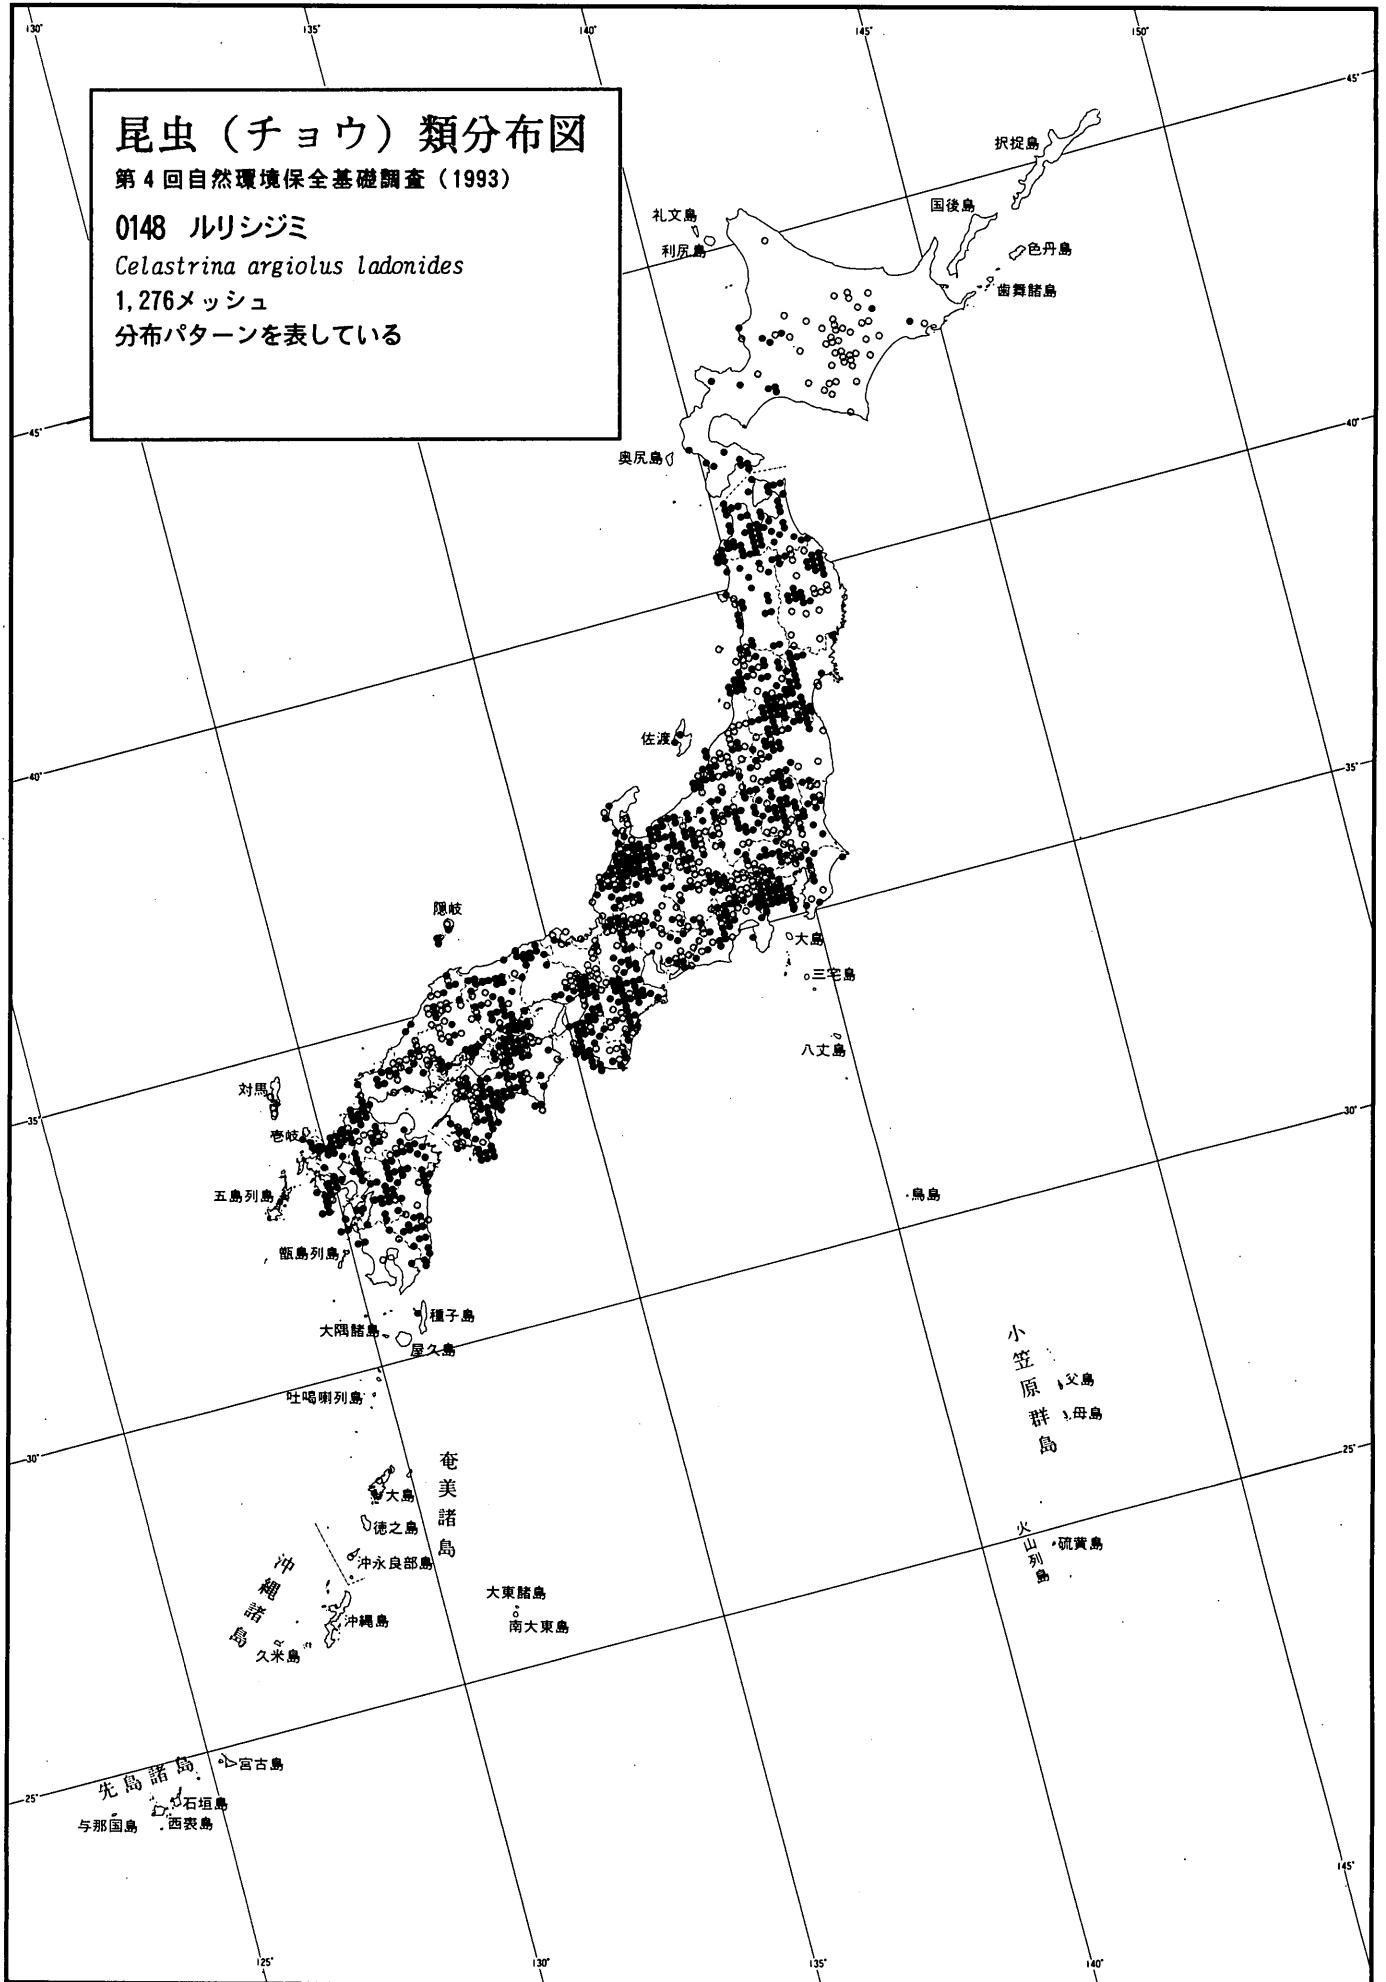 130°
135°
140°
145°
150°
昆虫（チョウ）類分布図
第4回自然環境保全基礎調査（1993）
0148 ルリシジミ
Celastrina argiolus ladonides
1,276メッシュ
分布パターンを表している
45°
択捉島
礼文島
国後島
利尻島
色丹島
歯舞諸島
45°
40°
奥尻島
佐渡
40°
35°
隠岐
大島
三宅島
八丈島
対馬
35°
壱岐
30°
五島列島
鳥島
甑島列島
種子島
大隅諸島
屋久島
小笠原群島
父島
吐噶喇列島
母島
30°
25°
奄美諸島
大島
徳之島
火山列島
硫黄島
沖永良部島
沖縄諸島
大東諸島
沖縄島
南大東島
久米島
宮古島
先島諸島
25°
石垣島
与那国島
西表島
145°
125°
130°
135°
140°